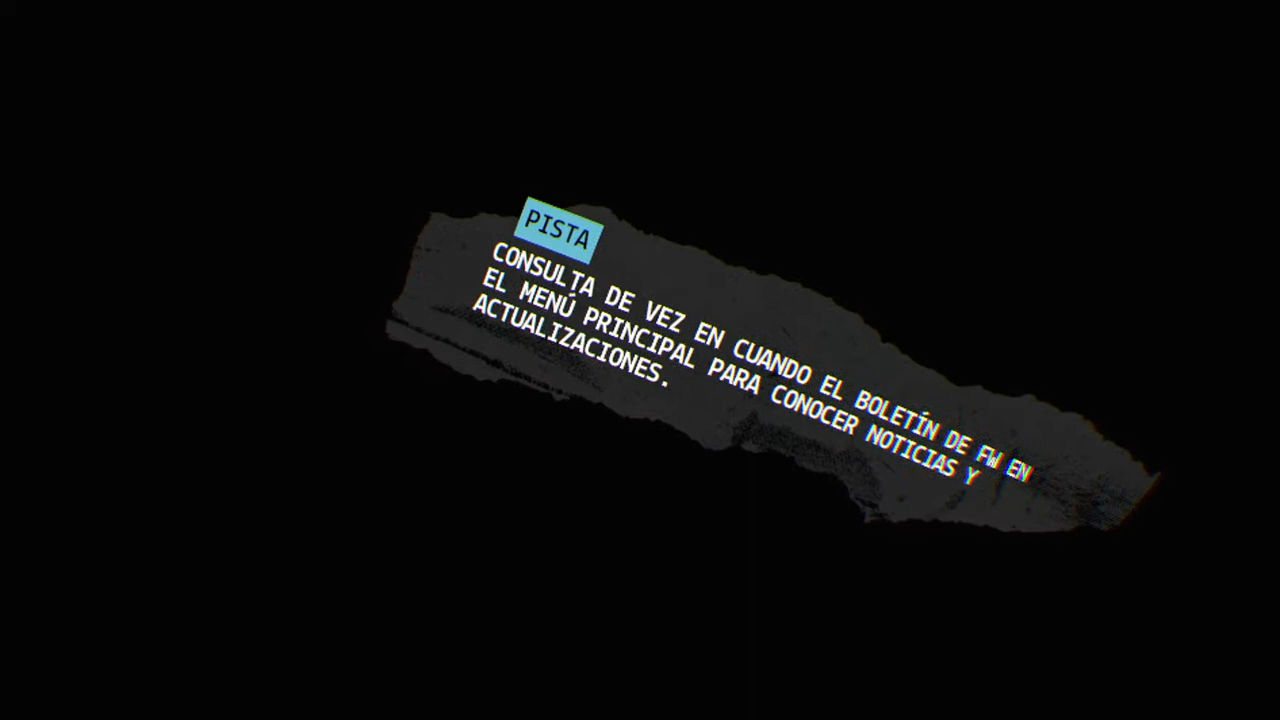 PISTA
CONSULTA DE VEZ EN CUANDO EL BOLETÍN DE FW EN
EL MENÚ PRINCIPAL PARA CONOCER NOTICIAS Y
ACTUALIZACIONES.